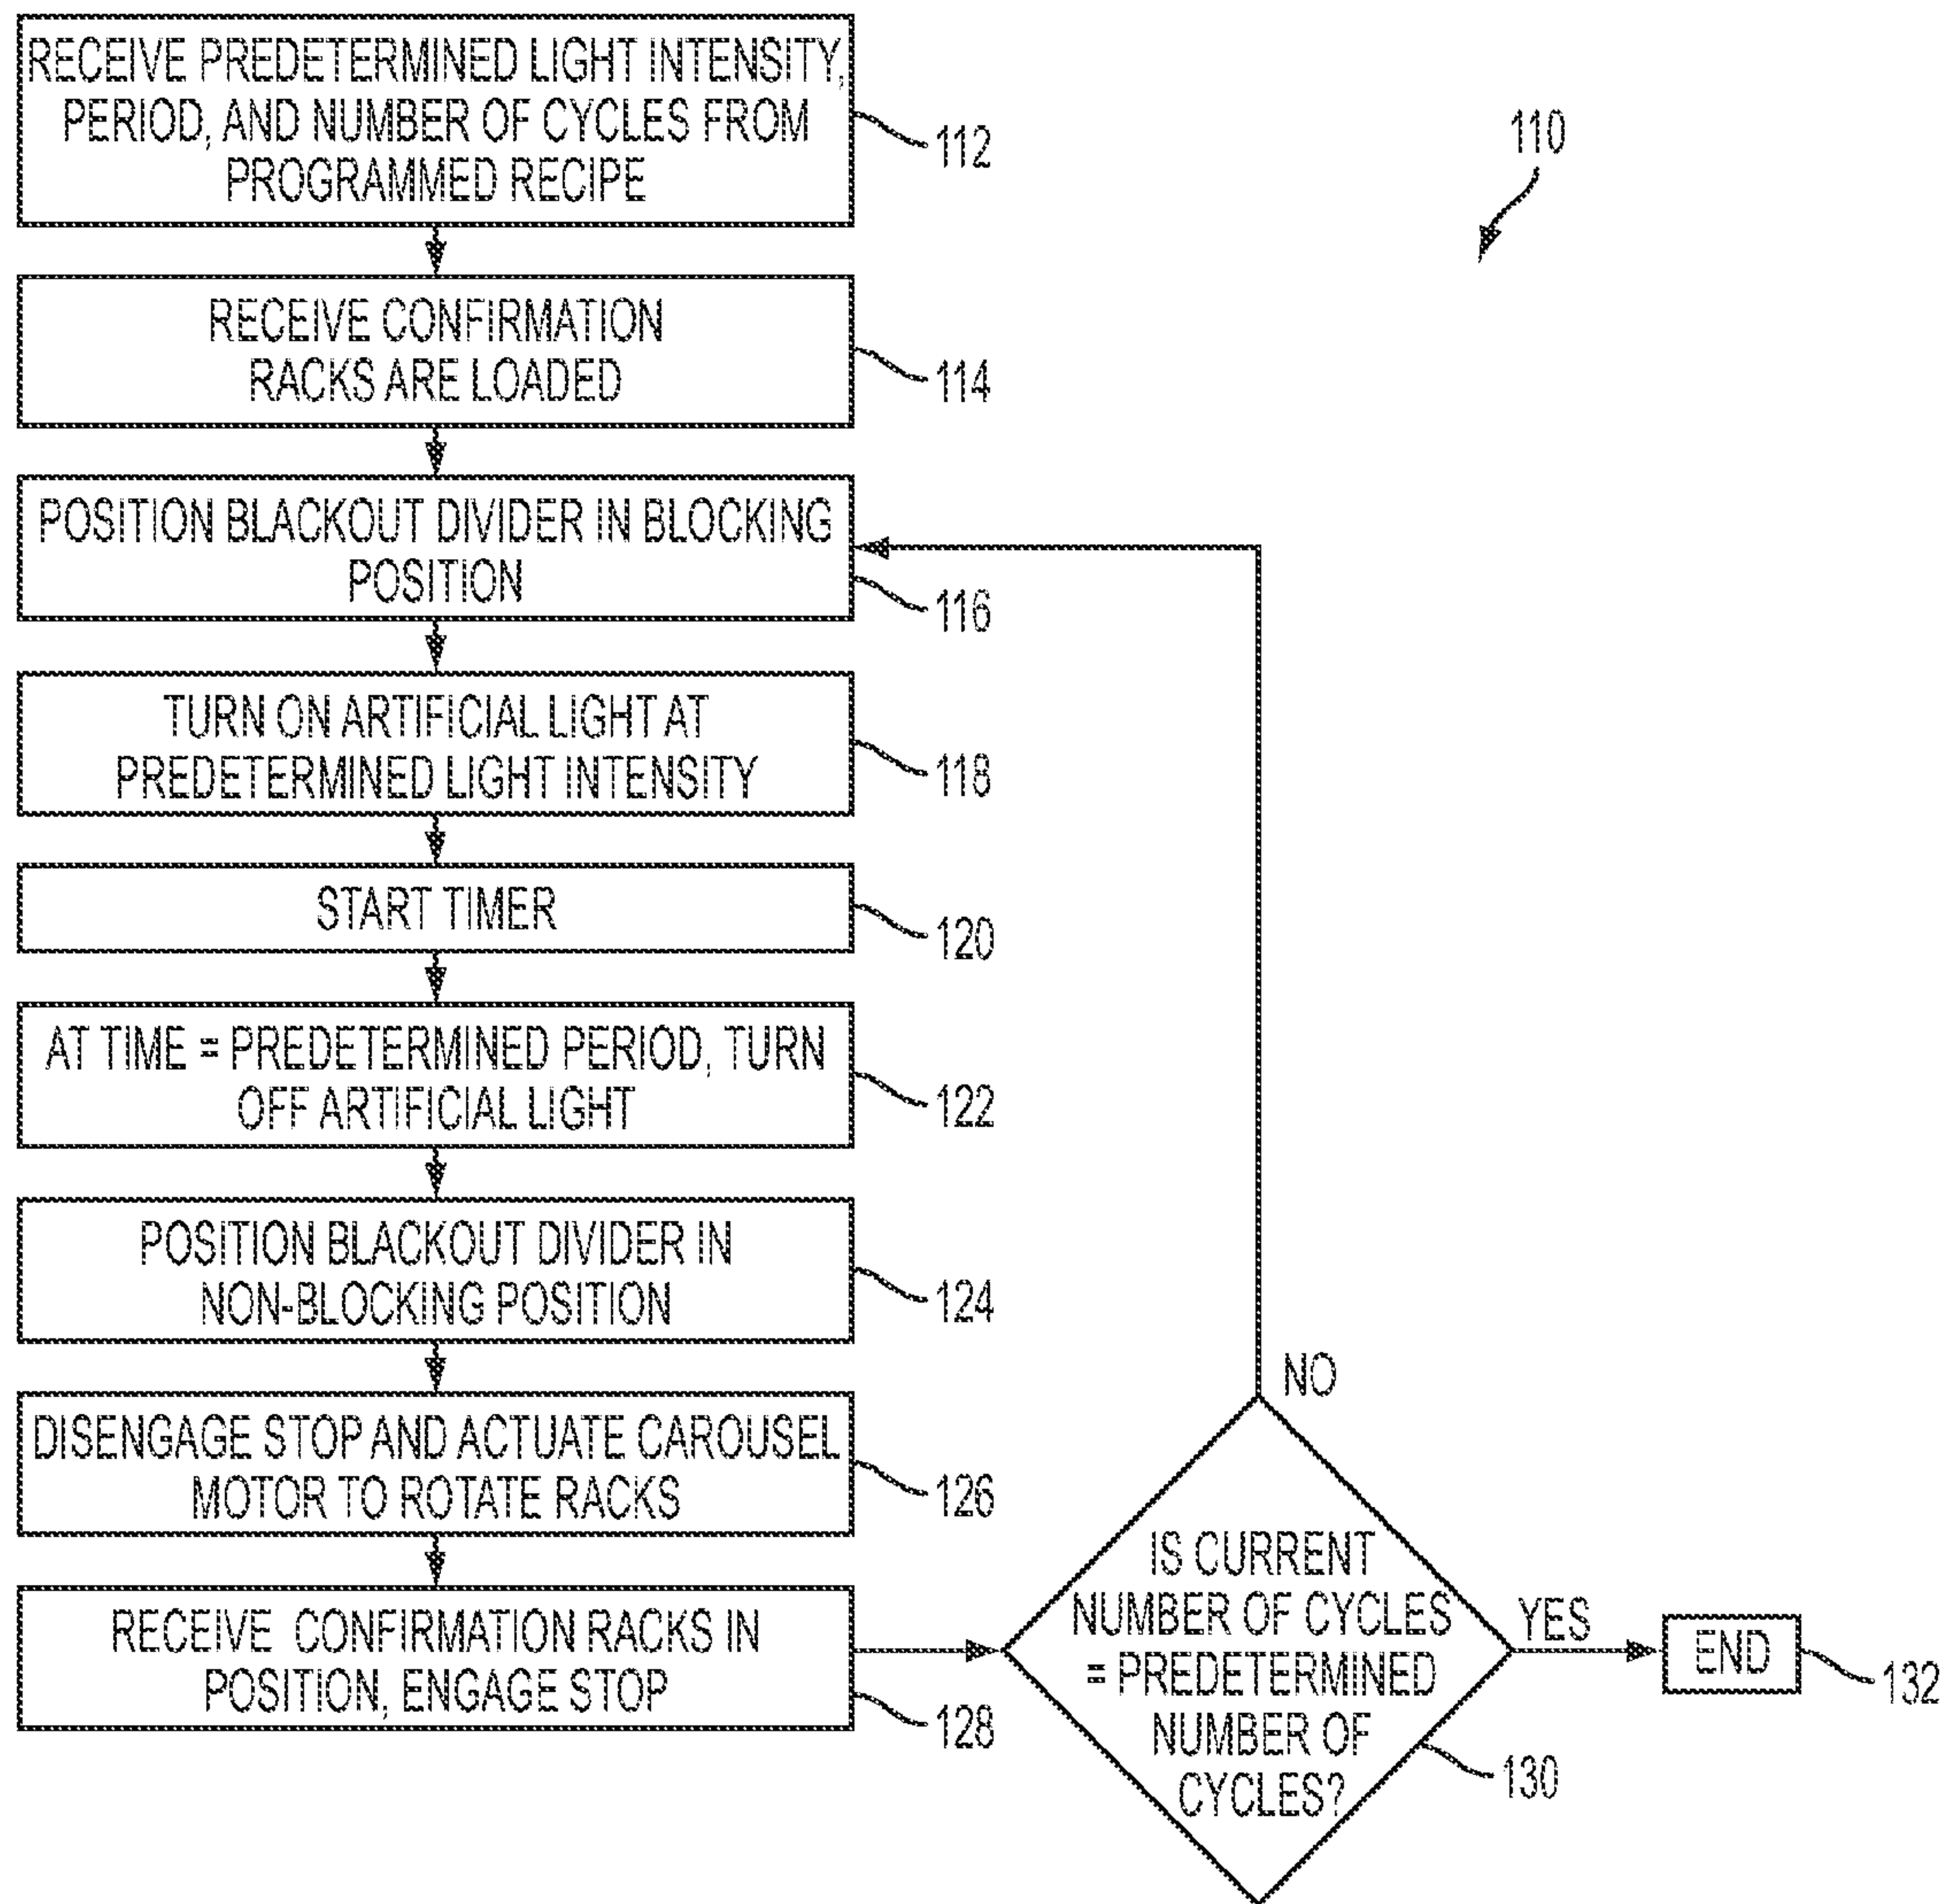 RECEIVE PREDETERMINED LIGHT INTENSITY,
PERIOD, AND NUMBER OF CYCLES FROM
PROGRAMMED RECIPE
112
110
RECEIVE CONFIRMATION
RACKS ARE LOADED
114
POSITION BLACKOUT DIVIDER IN BLOCKING
POSITION
116
TURN ON ARTIFICIAL LIGHT AT
PREDETERMINED LIGHT INTENSITY
118
START TIMER
120
AT TIME = PREDETERMINED PERIOD, TURN
OFF ARTIFICIAL LIGHT
122
POSITION BLACKOUT DIVIDER IN
NON-BLOCKING POSITION
124
DISENGAGE STOP AND ACTUATE CAROUSEL
MOTOR TO ROTATE RACKS
126
RECEIVE CONFIRMATION RACKS IN
POSITION, ENGAGE STOP
128
NO
IS CURRENT
NUMBER OF CYCLES
= PREDETERMINED
NUMBER OF
CYCLES?
130
YES
END
132